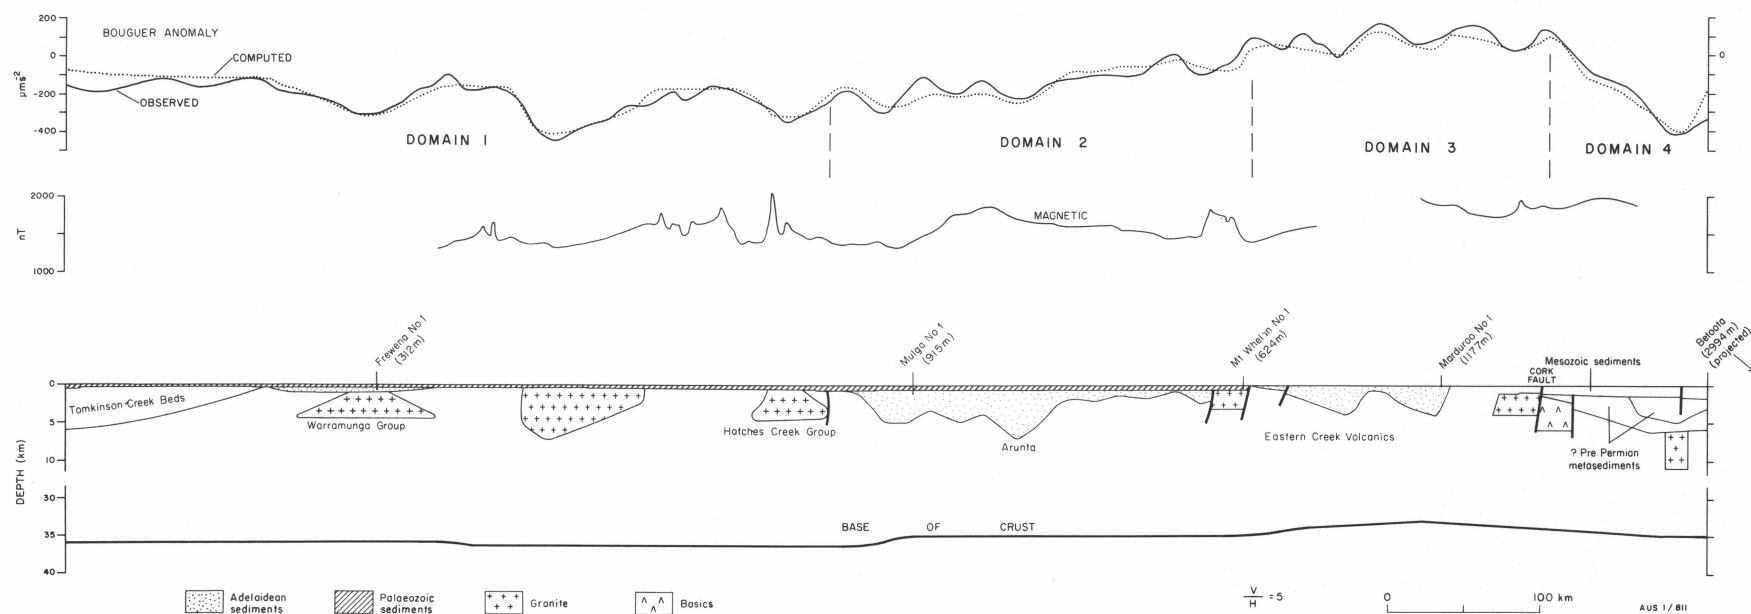 BOUGUER ANOMALY
COMPUTED
OBSERVED
200
0
-200
-400
µms²
0
DOMAIN 1
DOMAIN 2
DOMAIN 3
DOMAIN 4
2000
nT
1000
MAGNETIC
Frewena No 1
(312m)
Mulga No 1
(915m)
Mt Whelan No 1
(624m)
Marduroo No 1
(1177m)
Betoota
(2994m)
(projected)
Mesozoic sediments
CORK
FAULT
0
5
10
30
35
40
DEPTH (km)
Tomkinson Creek Beds
Warramunga Group
Hatches Creek Group
Arunta
Eastern Creek Volcanics
? Pre Permian
metasediments
BASE OF CRUST
Adelaidean
sediments
Palaeozoic
sediments
Granite
Basics
V
H
=5
0 100 km
AUS 1/811